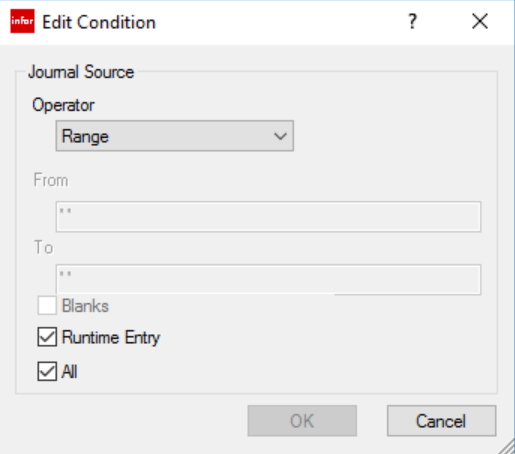 infor Edit Condition ?
Journal Source
Operator
Range
From
" "
To
" "
Blanks
Runtime Entry
All
OK Cancel